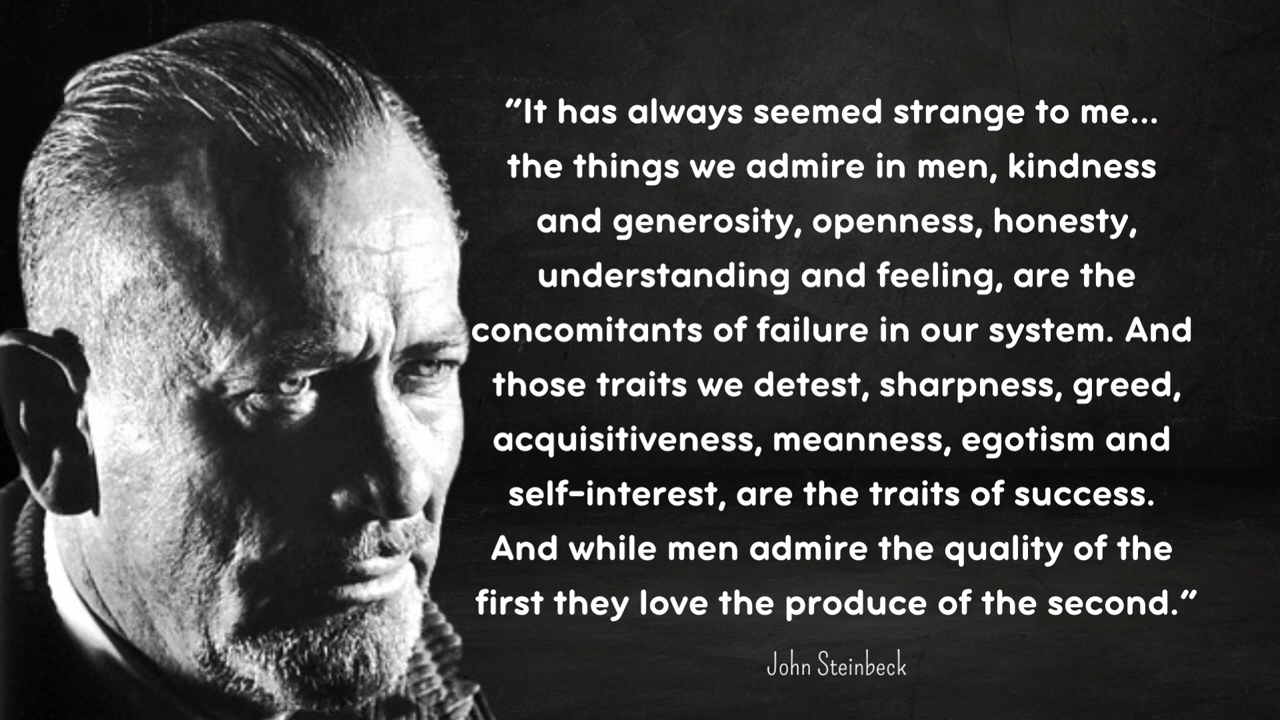 “It has always seemed strange to me...
the things we admire in men, kindness
and generosity, openness, honesty,
understanding and feeling, are the
concomitants of failure in our system. And
those traits we detest, sharpness, greed,
acquisitiveness, meanness, egotism and
self-interest, are the traits of success.
And while men admire the quality of the
first they love the produce of the second.”
John Steinbeck